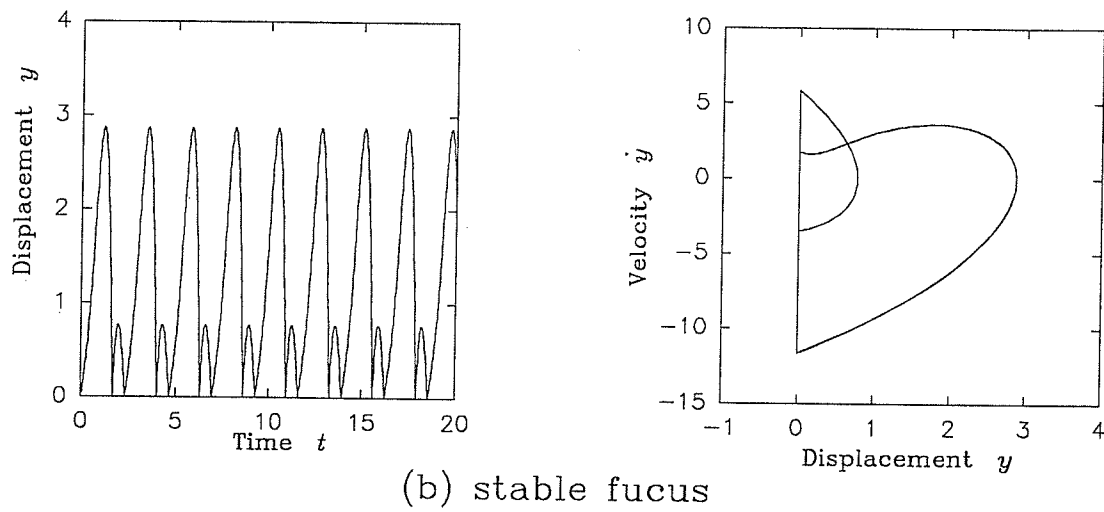 4
3
2
1
0
0 5 10 15 20
Displacement y
Time t
10
5
0
−5
−10
−15
−1 0 1 2 3 4
Velocity ẏ
Displacement y
(b) stable fucus